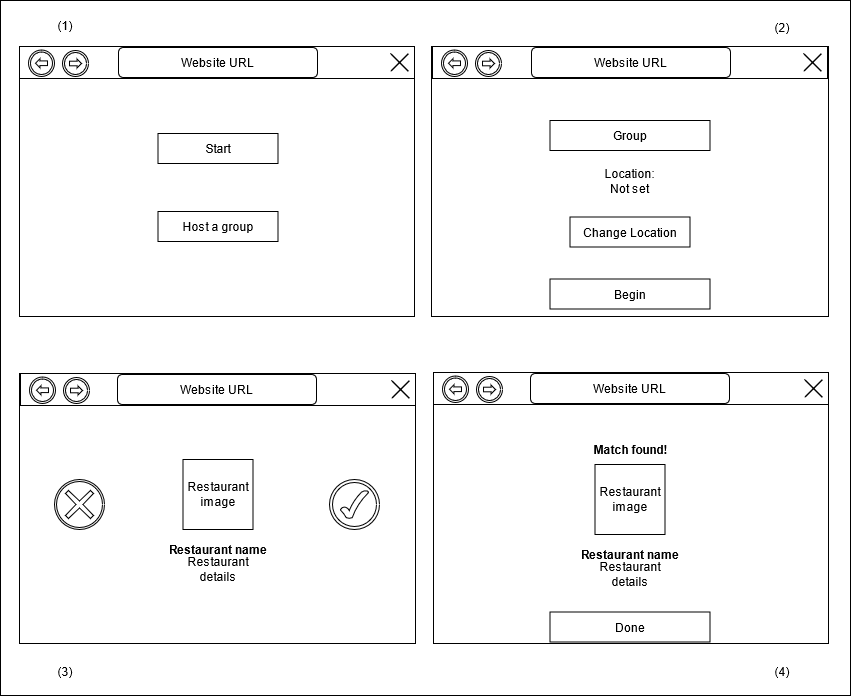 (1)
Website URL
Start
Host a group
(2)
Website URL
Group
Location:
Not set
Change Location
Begin
Website URL
Restaurant
image
Restaurant name
Restaurant
details
(3)
Website URL
Match found!
Restaurant
image
Restaurant name
Restaurant
details
Done
(4)